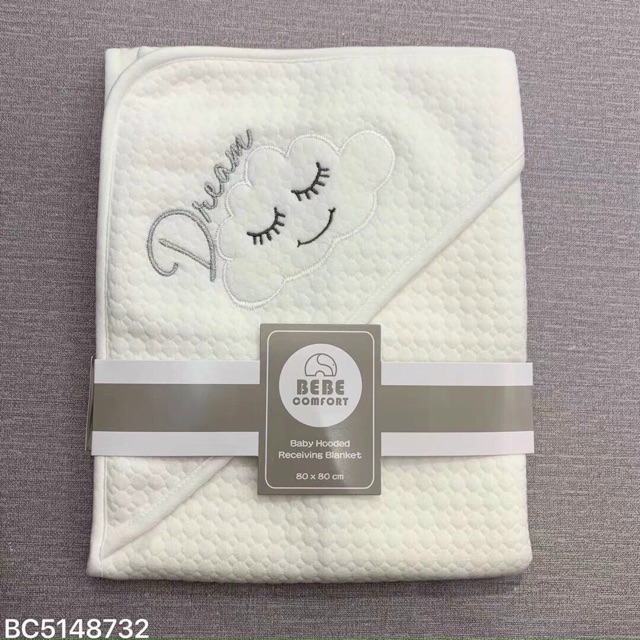 Dream
BEBE
COMFORT
Baby Hooded
Receiving Blanket
80 x 80 cm
BC5148732